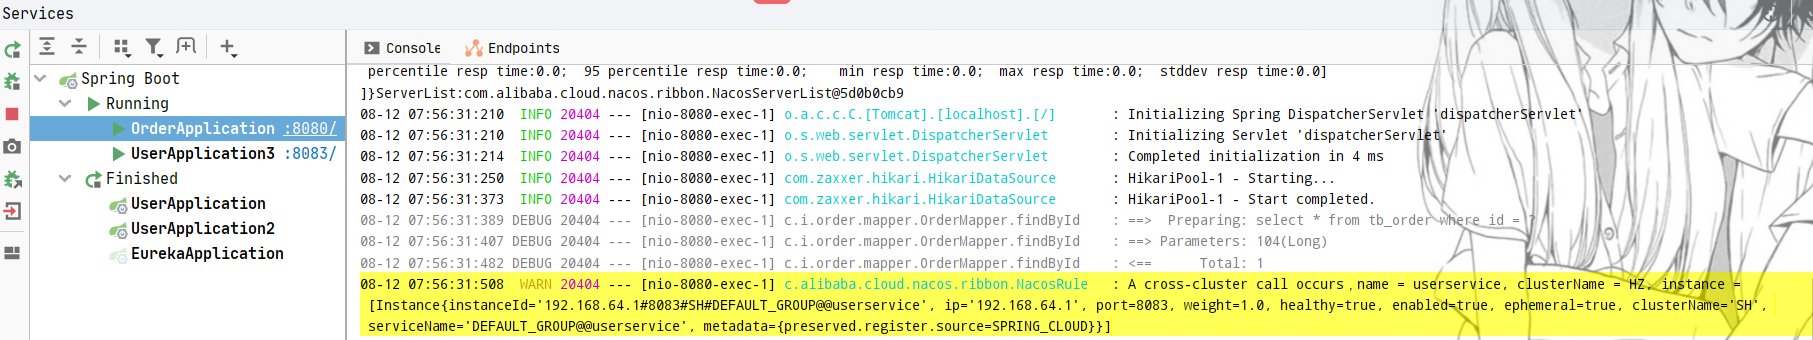 Services
Console
Endpoints
Spring Boot
Running
OrderApplication :8080/
UserApplication3 :8083/
Finished
UserApplication
UserApplication2
EurekaApplication
percentile resp time:0.0;  95 percentile resp time:0.0;    min resp time:0.0;  max resp time:0.0;  stddev resp time:0.0]
]}ServerList:com.alibaba.cloud.nacos.ribbon.NacosServerList@5d0b0cb9
08-12 07:56:31:210  INFO 20404 --- [nio-8080-exec-1] o.a.c.c.C.[Tomcat].[localhost].[/]       : Initializing Spring DispatcherServlet 'dispatcherServlet'
08-12 07:56:31:210  INFO 20404 --- [nio-8080-exec-1] o.s.web.servlet.DispatcherServlet        : Initializing Servlet 'dispatcherServlet'
08-12 07:56:31:214  INFO 20404 --- [nio-8080-exec-1] o.s.web.servlet.DispatcherServlet        : Completed initialization in 4 ms
08-12 07:56:31:250  INFO 20404 --- [nio-8080-exec-1] com.zaxxer.hikari.HikariDataSource       : HikariPool-1 - Starting...
08-12 07:56:31:373  INFO 20404 --- [nio-8080-exec-1] com.zaxxer.hikari.HikariDataSource       : HikariPool-1 - Start completed.
08-12 07:56:31:389 DEBUG 20404 --- [nio-8080-exec-1] c.i.order.mapper.OrderMapper.findById    : ==>  Preparing: select * from tb_order where id = ?
08-12 07:56:31:407 DEBUG 20404 --- [nio-8080-exec-1] c.i.order.mapper.OrderMapper.findById    : ==> Parameters: 104(Long)
08-12 07:56:31:482 DEBUG 20404 --- [nio-8080-exec-1] c.i.order.mapper.OrderMapper.findById    : <==      Total: 1
08-12 07:56:31:508  WARN 20404 --- [nio-8080-exec-1] c.alibaba.cloud.nacos.ribbon.NacosRule   : A cross-cluster call occurs，name = userservice, clusterName = HZ, instance =
[Instance{instanceId='192.168.64.1#8083#SH#DEFAULT_GROUP@@userservice', ip='192.168.64.1', port=8083, weight=1.0, healthy=true, enabled=true, ephemeral=true, clusterName='SH',
serviceName='DEFAULT_GROUP@@userservice', metadata={preserved.register.source=SPRING_CLOUD}}]